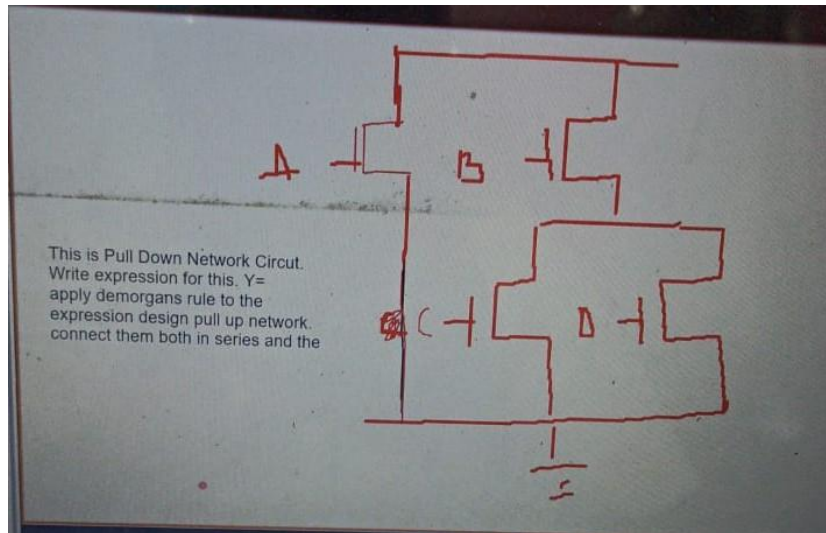 A
B
This is Pull Down Network Circut.
Write expression for this. Y=
apply demorgans rule to the
expression design pull up network.
connect them both in series and the
C
D